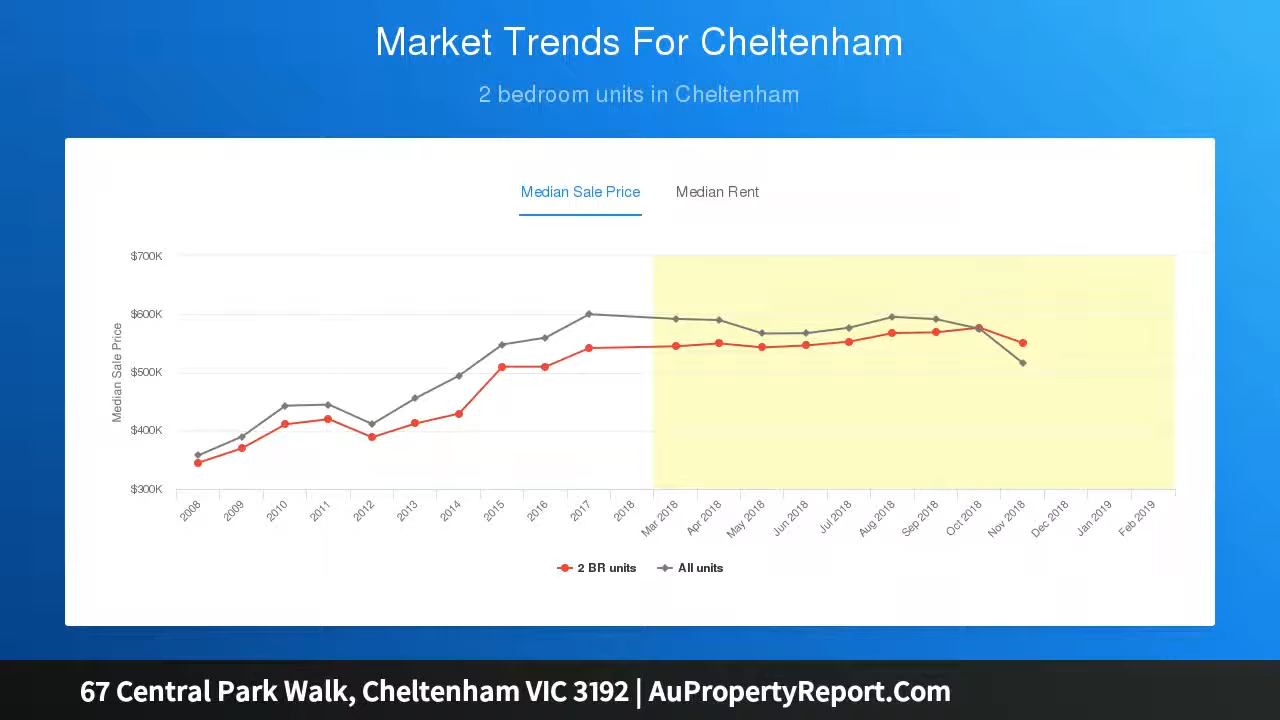 Market Trends For Cheltenham
2 bedroom units in Cheltenham
Median Sale Price Median Rent
Median Sale Price
$700K
$600K
$500K
$400K
$300K
2008 2009 2010 2011 2012 2013 2014 2015 2016 2017 2018 Mar 2018 Apr 2018 May 2018 Jun 2018 Jul 2018 Aug 2018 Sep 2018 Oct 2018 Nov 2018 Dec 2018 Jan 2019 Feb 2019
2 BR units All units
67 Central Park Walk, Cheltenham VIC 3192 | AuPropertyReport.Com